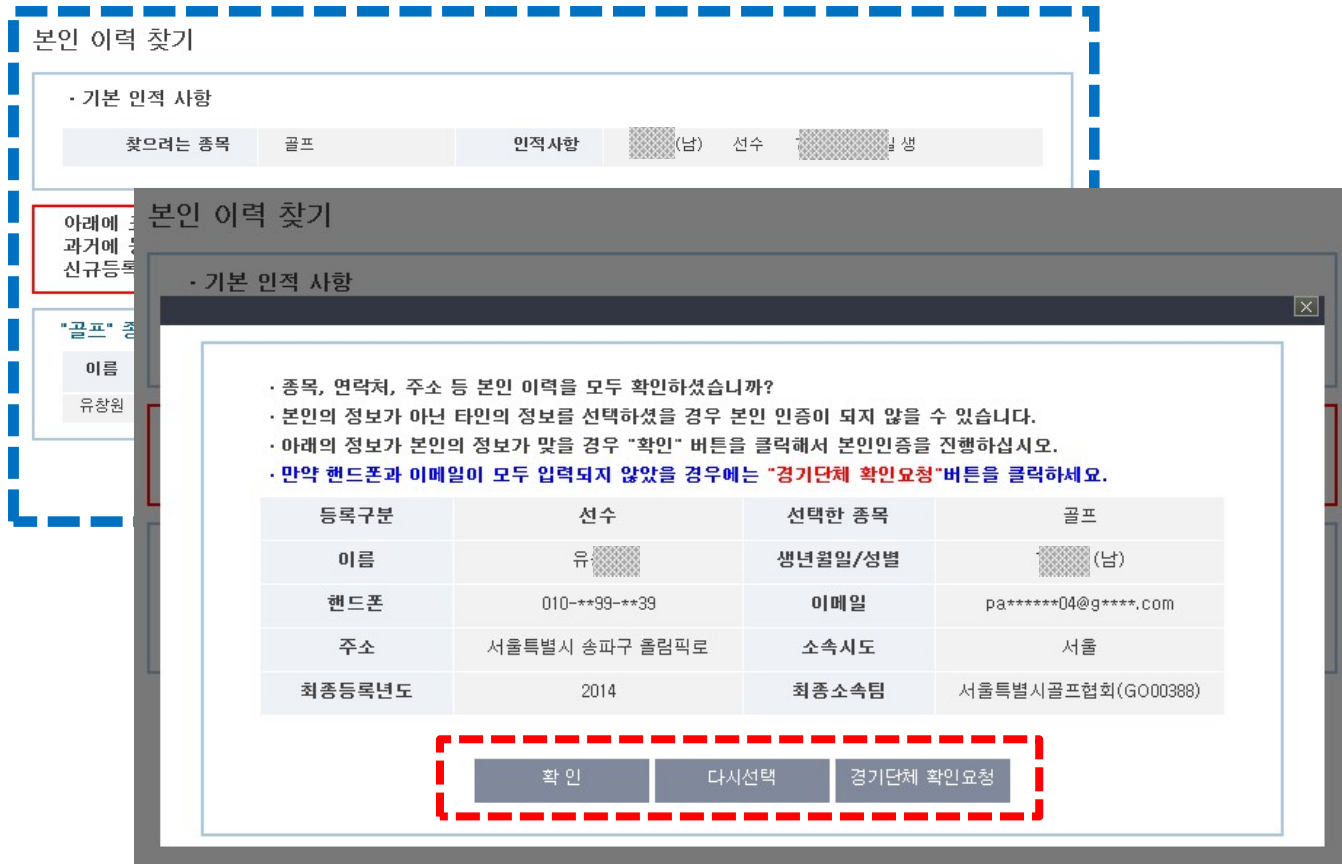 본인 이력 찾기
· 기본 인적 사항
찾으려는 종목 골프 인적사항 (남) 선수 생
아래에
과거에
신규등록
"골프"
이름
유창원
본인 이력 찾기
· 기본 인적 사항
· 종목, 연락처, 주소 등 본인 이력을 모두 확인하셨습니까?
· 본인의 정보가 아닌 타인의 정보를 선택하셨을 경우 본인 인증이 되지 않을 수 있습니다.
· 아래의 정보가 본인의 정보가 맞을 경우 "확인" 버튼을 클릭해서 본인인증을 진행하십시오.
· 만약 핸드폰과 이메일이 모두 입력되지 않았을 경우에는 "경기단체 확인요청"버튼을 클릭하세요.
등록구분 선수 선택한 종목 골프
이름 유 생년월일/성별 (남)
핸드폰 010-**99-**39 이메일 pa******04@g****.com
주소 서울특별시 송파구 올림픽로 소속시도 서울
최종등록년도 2014 최종소속팀 서울특별시골프협회(GO00388)
확 인 다시선택 경기단체 확인요청